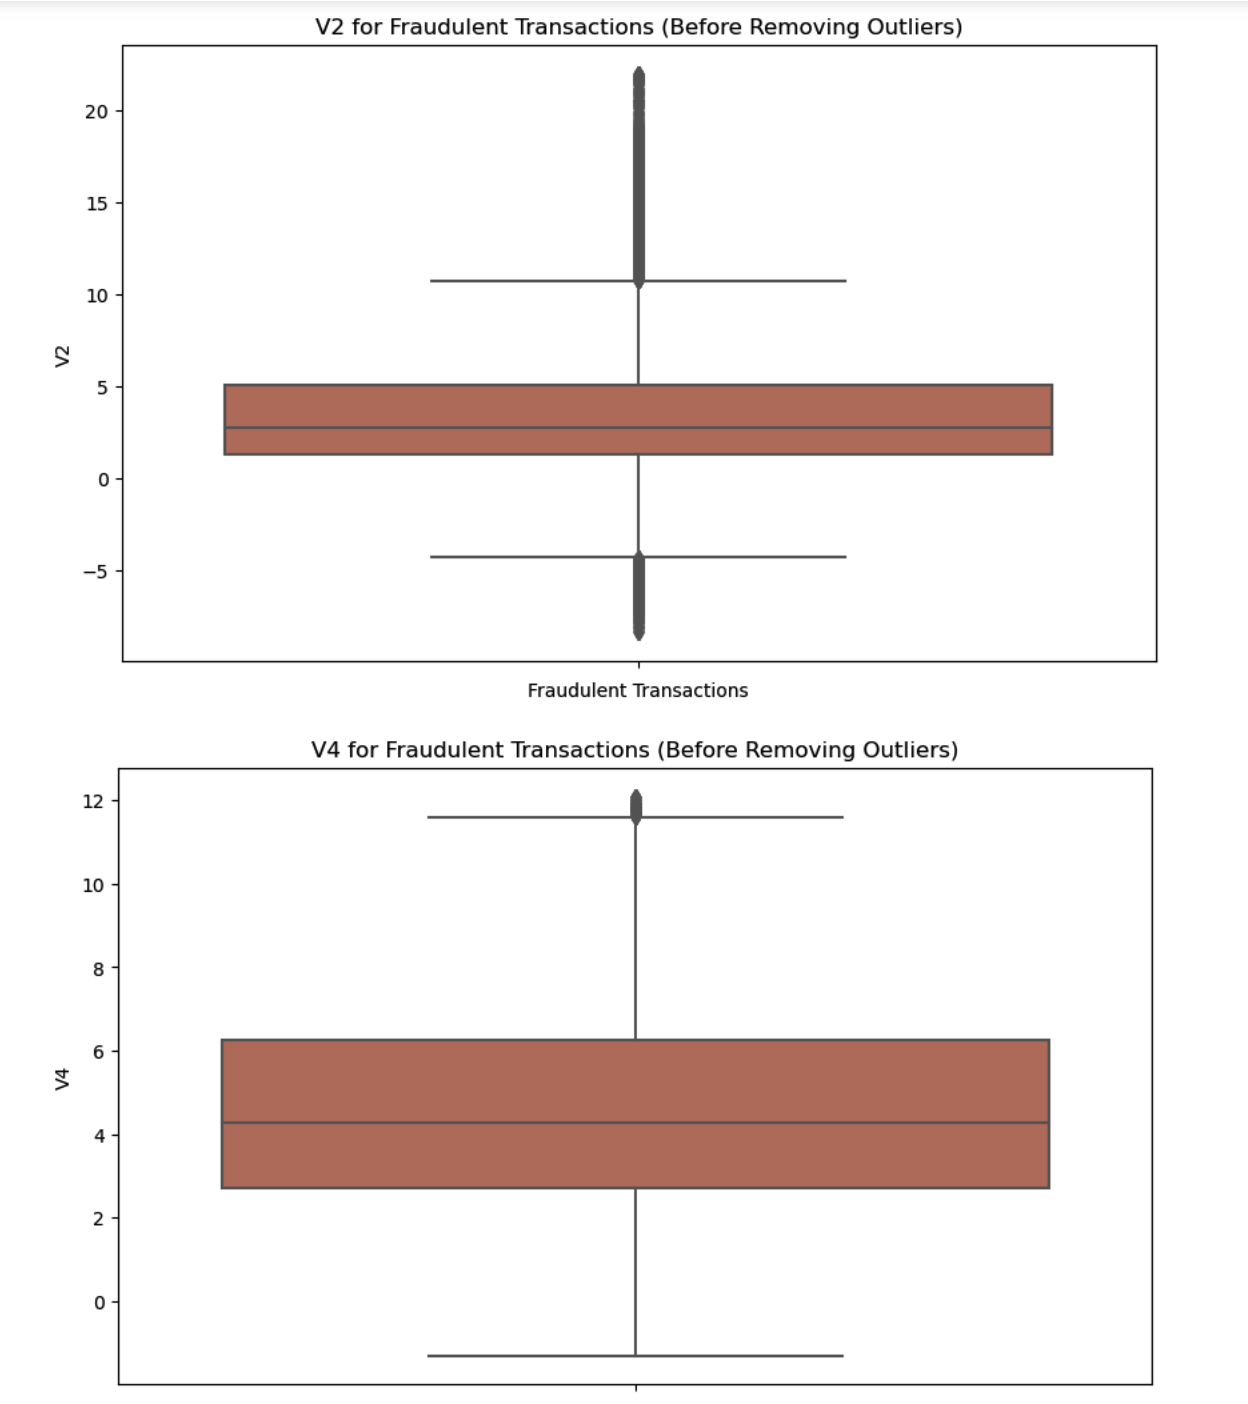 V2 for Fraudulent Transactions (Before Removing Outliers)
20
15
10
5
0
−5
V2
Fraudulent Transactions
V4 for Fraudulent Transactions (Before Removing Outliers)
12
10
8
6
4
2
0
V4